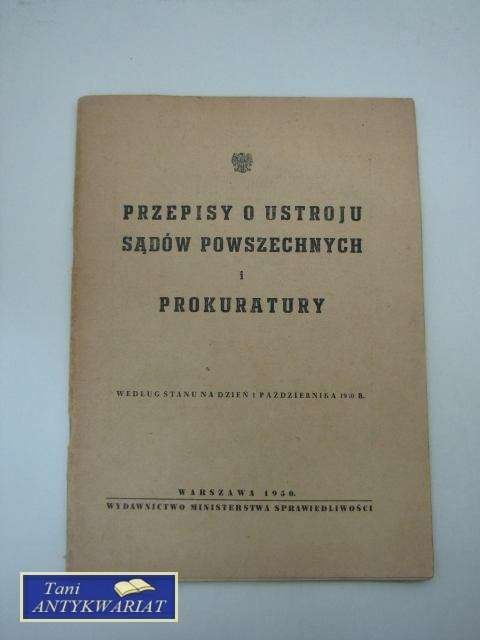 PRZEPISY O USTROJU
SĄDÓW POWSZECHNYCH
i
PROKURATURY
WEDŁUG STANU NA DZIEŃ 1 PAŹDZIERNIKA 1950 R.
WARSZAWA 1950.
WYDAWNICTWO MINISTERSTWA SPRAWIEDLIWOŚCI
Tani
ANTYKWARIAT